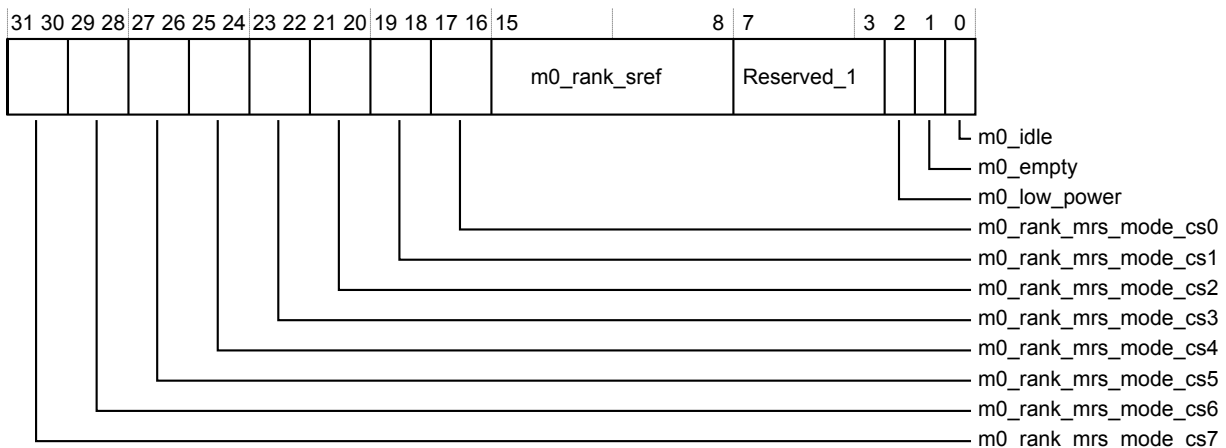 31 30 29 28 27 26 25 24 23 22 21 20 19 18 17 16 15 8 7 3 2 1 0
m0_rank_sref Reserved_1
m0_idle
m0_empty
m0_low_power
m0_rank_mrs_mode_cs0
m0_rank_mrs_mode_cs1
m0_rank_mrs_mode_cs2
m0_rank_mrs_mode_cs3
m0_rank_mrs_mode_cs4
m0_rank_mrs_mode_cs5
m0_rank_mrs_mode_cs6
m0_rank_mrs_mode_cs7